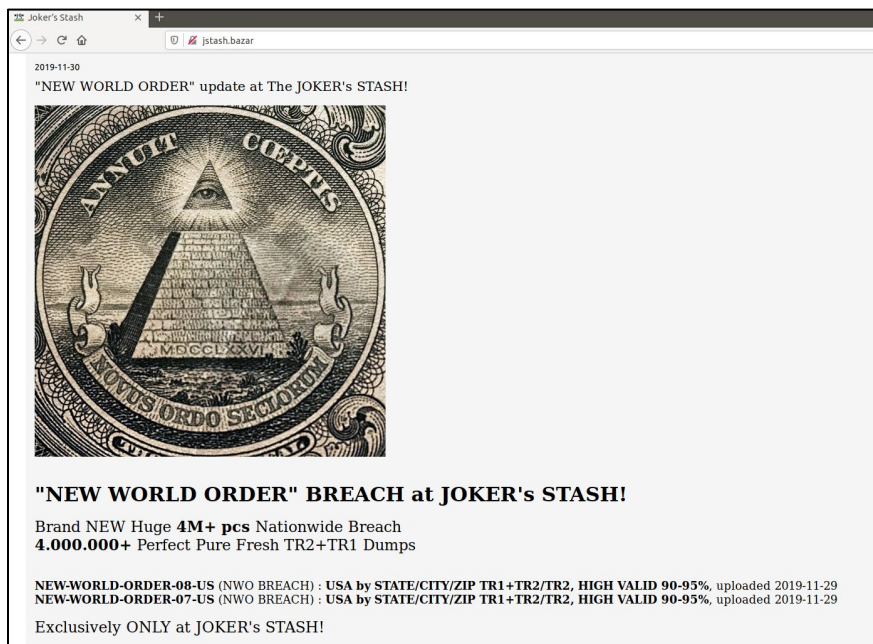 Joker's Stash
jstash.bazar
2019-11-30
"NEW WORLD ORDER" update at The JOKER's STASH!
ANNUIT CŒPTIS
MDCCLXXVI
NOVUS ORDO SECLORUM
"NEW WORLD ORDER" BREACH at JOKER's STASH!
Brand NEW Huge 4M+ pcs Nationwide Breach
4.000.000+ Perfect Pure Fresh TR2+TR1 Dumps
NEW-WORLD-ORDER-08-US (NWO BREACH) : USA by STATE/CITY/ZIP TR1+TR2/TR2, HIGH VALID 90-95%, uploaded 2019-11-29
NEW-WORLD-ORDER-07-US (NWO BREACH) : USA by STATE/CITY/ZIP TR1+TR2/TR2, HIGH VALID 90-95%, uploaded 2019-11-29
Exclusively ONLY at JOKER's STASH!